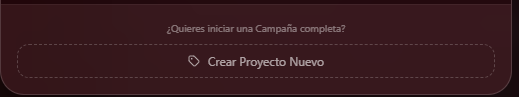 ¿Quieres iniciar una Campaña completa?
Crear Proyecto Nuevo